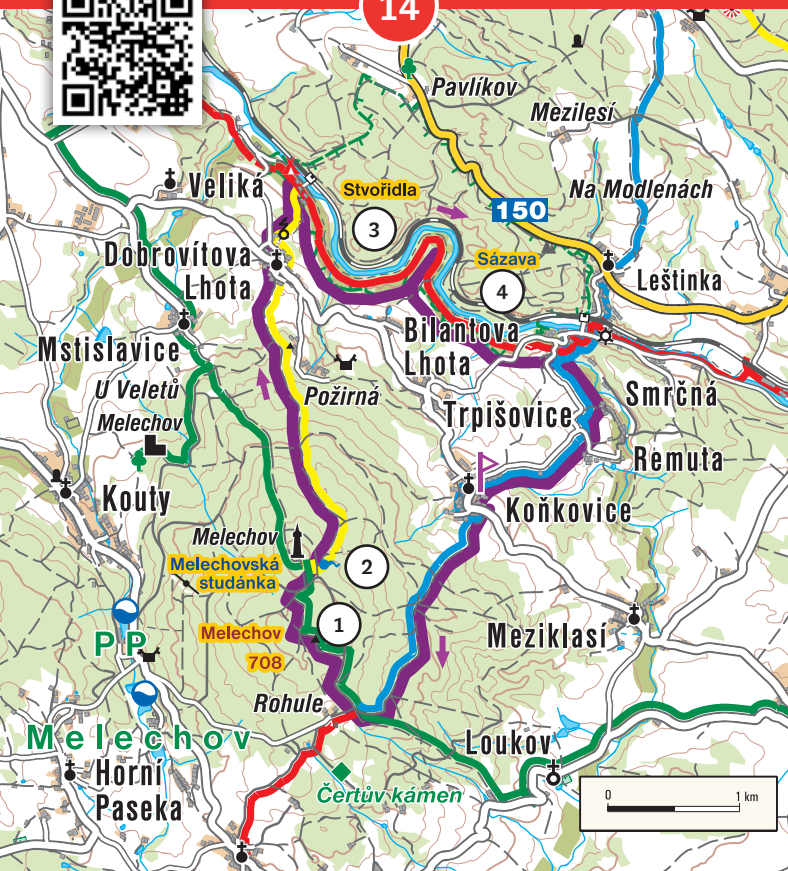 14
Pavlíkov
Mezilesí
Veliká
Stvořidla
Na Modlenách
150
3
Dobrovítova
Lhota
Sázava
4
Leštinka
Bilantova
Lhota
Mstislavice
U Veletů
Požirná
Smrčná
Melechov
Trpišovice
Remuta
Kouty
Koňkovice
Melechov
Melechovská
studánka
2
1
Melechov
708
PP
Meziklasí
Rohule
Melechov
Loukov
Horní
Paseka
Čertův kámen
0
1 km